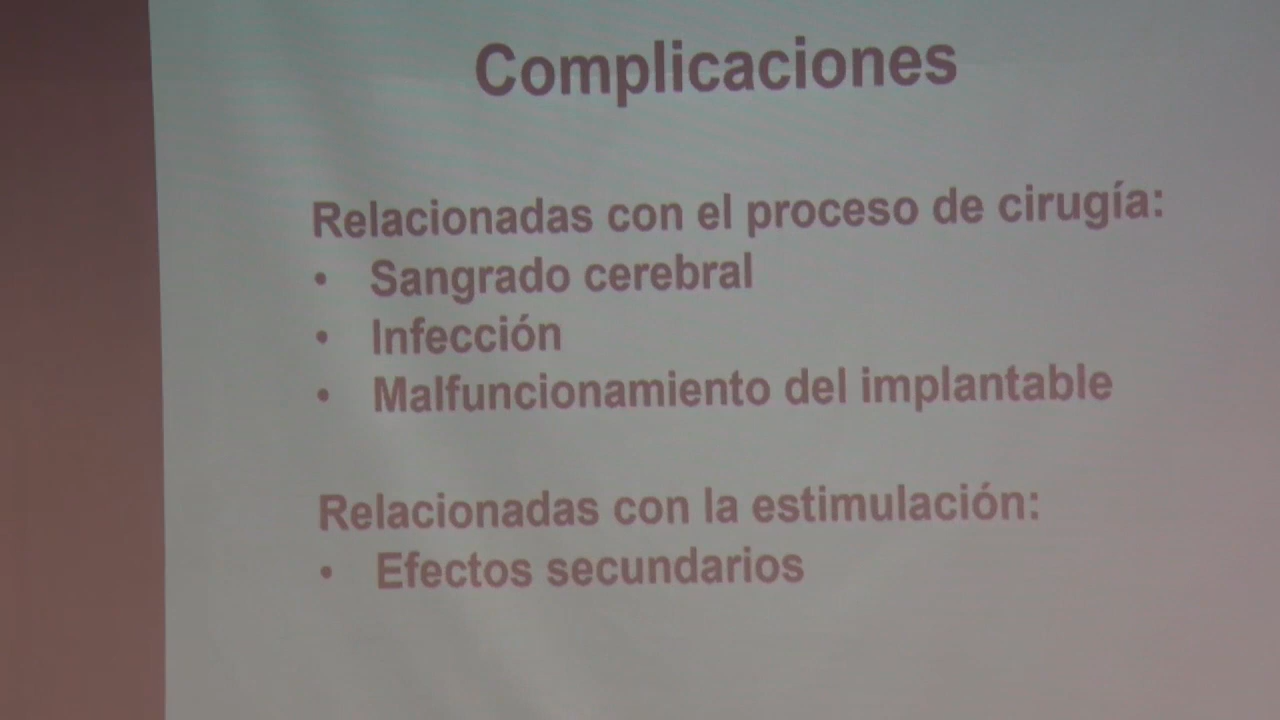 Complicaciones
Relacionadas con el proceso de cirugía:
• Sangrado cerebral
• Infección
• Malfuncionamiento del implantable
Relacionadas con la estimulación:
• Efectos secundarios